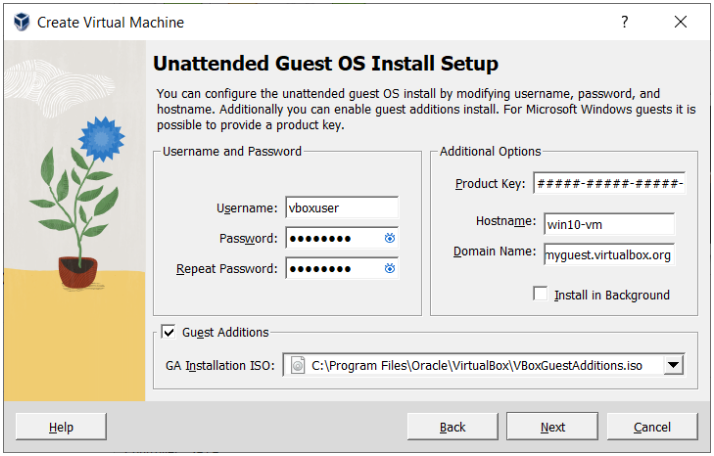 Create Virtual Machine
?
Unattended Guest OS Install Setup
You can configure the unattended guest OS install by modifying username, password, and
hostname. Additionally you can enable guest additions install. For Microsoft Windows guests it is
possible to provide a product key.
Username and Password
Username: vboxuser
Password: ●●●●●●●●
Repeat Password: ●●●●●●●●
Additional Options
Product Key: #####-#####-#####-
Hostname: win10-vm
Domain Name: myguest.virtualbox.org
Install in Background
Guest Additions
GA Installation ISO: C:\Program Files\Oracle\VirtualBox\VBoxGuestAdditions.iso
Help
Back
Next
Cancel